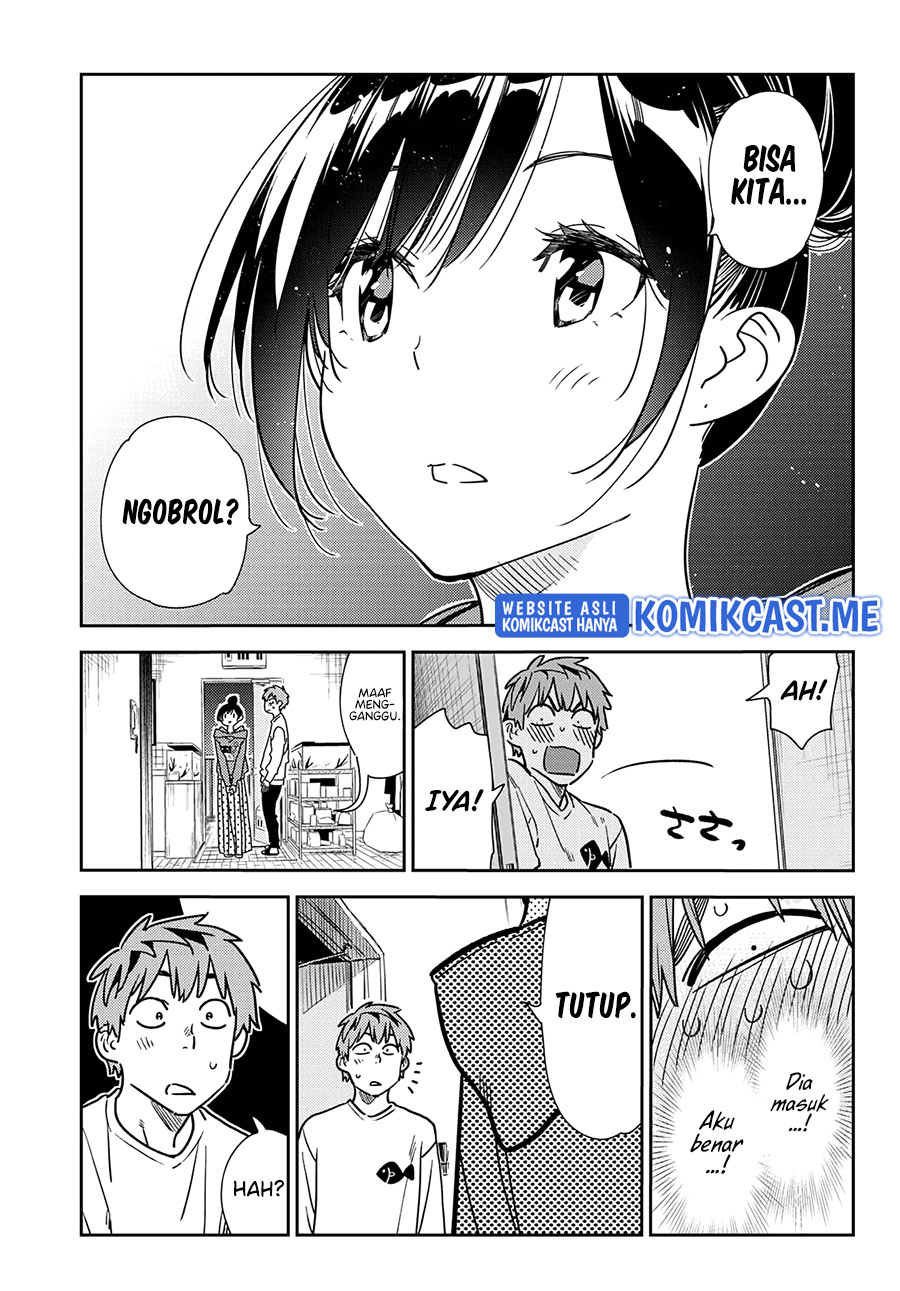 BISA
KITA...
NGOBROL?
WEBSITE ASLI
KOMIKCAST HANYA
KOMIKCAST.ME
AH!
IYA!
ささっ
MAAF
MENG-
GANGGU.
Dia
masuk
...!
Aku
benar
...!
TUTUP.
HAH?